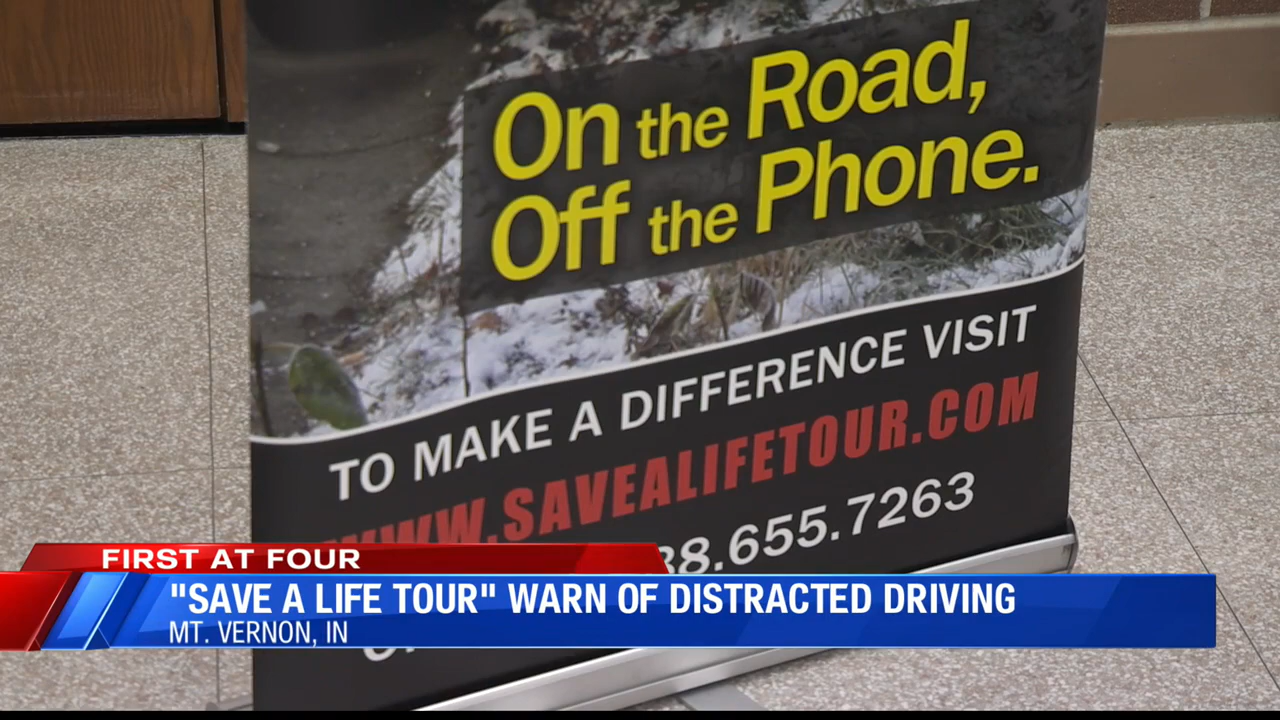 On the Road,
Off the Phone.
TO MAKE A DIFFERENCE VISIT
WWW.SAVEALIFETOUR.COM
88.655.7263
FIRST AT FOUR
"SAVE A LIFE TOUR" WARN OF DISTRACTED DRIVING
MT. VERNON, IN